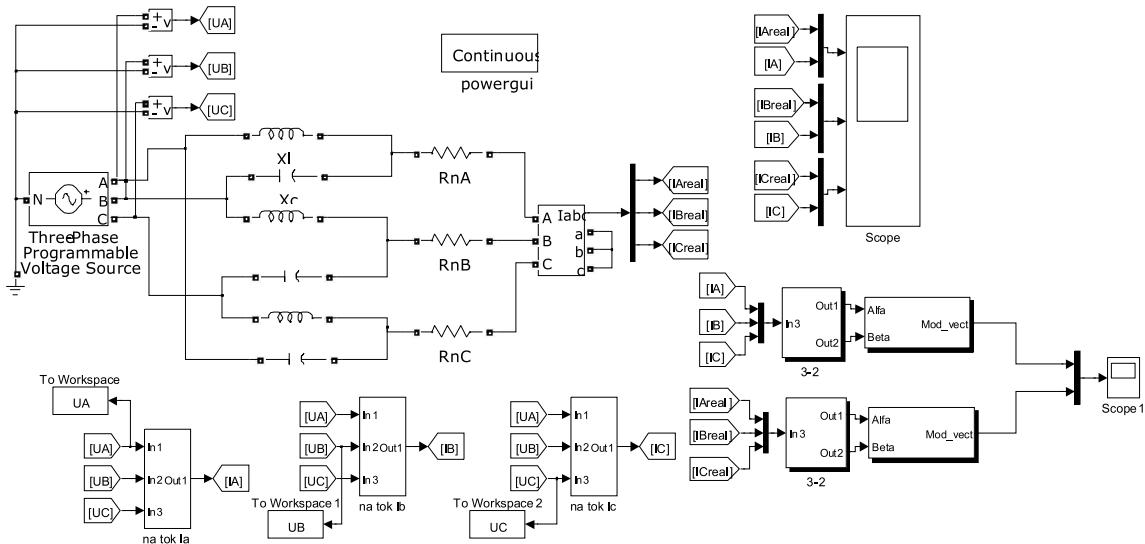 [UA]
[UB]
[UC]
+
-
v
+
-
v
+
-
v
Continuous
powergui
N
A
B
C
Three-Phase
Programmable
Voltage Source
Xl
Xc
RnA
RnB
RnC
A
B
C
Iabc
a
b
c
[IAreal]
[IBreal]
[ICreal]
[IAreal]
[IA]
[IBreal]
[IB]
[ICreal]
[IC]
Scope
[IA]
[IB]
[IC]
In3
Out1
Out2
3-2
Alfa
Beta
Mod_vect
[IAreal]
[IBreal]
[ICreal]
In3
Out1
Out2
3-2
Alfa
Beta
Mod_vect
Scope1
To Workspace
UA
[UA]
[UB]
[UC]
In1
In2
In3
Out1
[IA]
na tok Ia
[UA]
[UB]
[UC]
In1
In2
In3
Out1
[IB]
na tok Ib
To Workspace 1
UB
[UA]
[UB]
[UC]
In1
In2
In3
Out1
[IC]
na tok Ic
To Workspace 2
UC